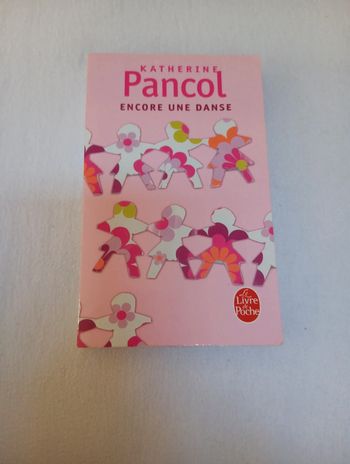 KATHERINE
Pancol
ENCORE UNE DANSE
Le
Livre
de
Poche